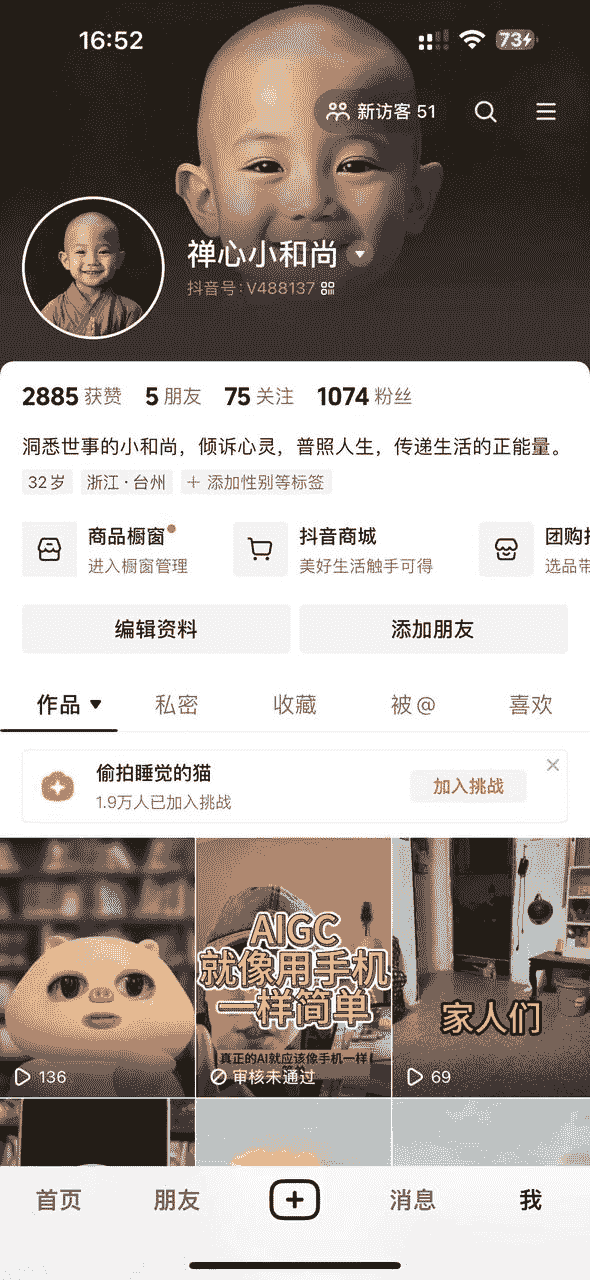 16:52
73
新访客 51
禅心小和尚
抖音号:V488137
2885 获赞 5 朋友 75 关注 1074 粉丝
洞悉世事的小和尚，倾诉心灵，普照人生，传递生活的正能量。
32岁 浙江·台州 + 添加性别等标签
商品橱窗 抖音商城
进入橱窗管理 美好生活触手可得 选品带
编辑资料 添加朋友
作品 私密 收藏 被@ 喜欢
偷拍睡觉的猫
1.9万人已加入挑战
加入挑战
AIGC
就像用手机
一样简单
真正的AI就应该像手机一样
家人们
136 审核未通过 69
首页 朋友 消息 我